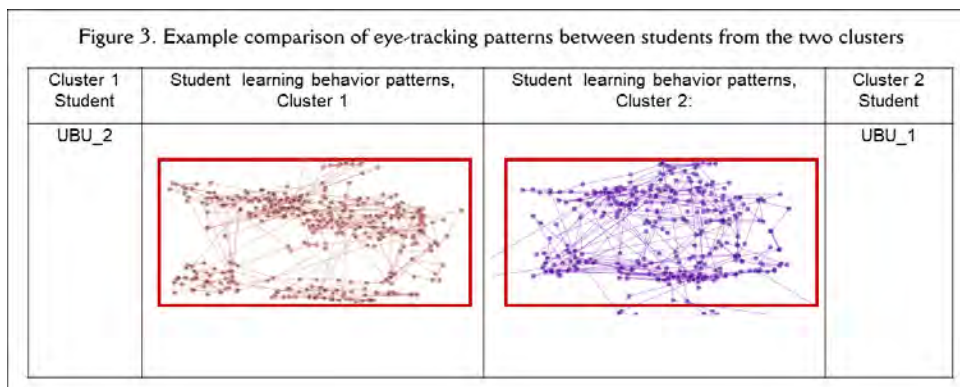 Figure 3. Example comparison of eye-tracking patterns between students from the two clusters
Cluster 1
Student
Student learning behavior patterns,
Cluster 1
Student learning behavior patterns,
Cluster 2:
Cluster 2
Student
UBU_2
UBU_1